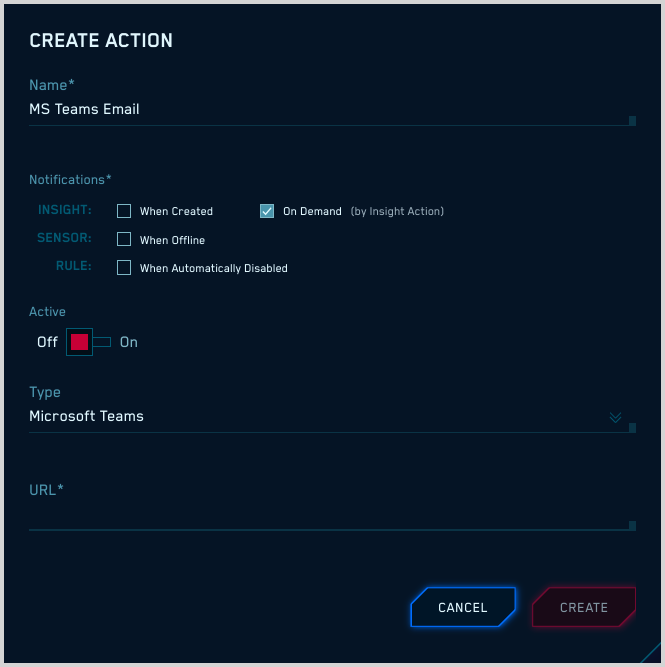 CREATE ACTION
Name*
MS Teams Email
Notifications*
INSIGHT: When Created On Demand (by Insight Action)
SENSOR: When Offline
RULE: When Automatically Disabled
Active
Off On
Type
Microsoft Teams
URL*
CANCEL CREATE